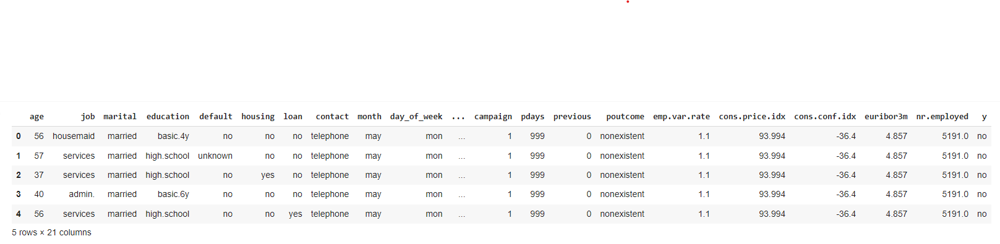 age job marital education default housing loan contact month day_of_week ... campaign pdays previous poutcome emp.var.rate cons.price.idx cons.conf.idx euribor3m nr.employed y
0 56 housemaid married basic.4y no no no telephone may mon ... 1 999 0 nonexistent 1.1 93.994 -36.4 4.857 5191.0 no
1 57 services married high.school unknown no no telephone may mon ... 1 999 0 nonexistent 1.1 93.994 -36.4 4.857 5191.0 no
2 37 services married high.school no yes no telephone may mon ... 1 999 0 nonexistent 1.1 93.994 -36.4 4.857 5191.0 no
3 40 admin. married basic.6y no no no telephone may mon ... 1 999 0 nonexistent 1.1 93.994 -36.4 4.857 5191.0 no
4 56 services married high.school no no yes telephone may mon ... 1 999 0 nonexistent 1.1 93.994 -36.4 4.857 5191.0 no
5 rows × 21 columns